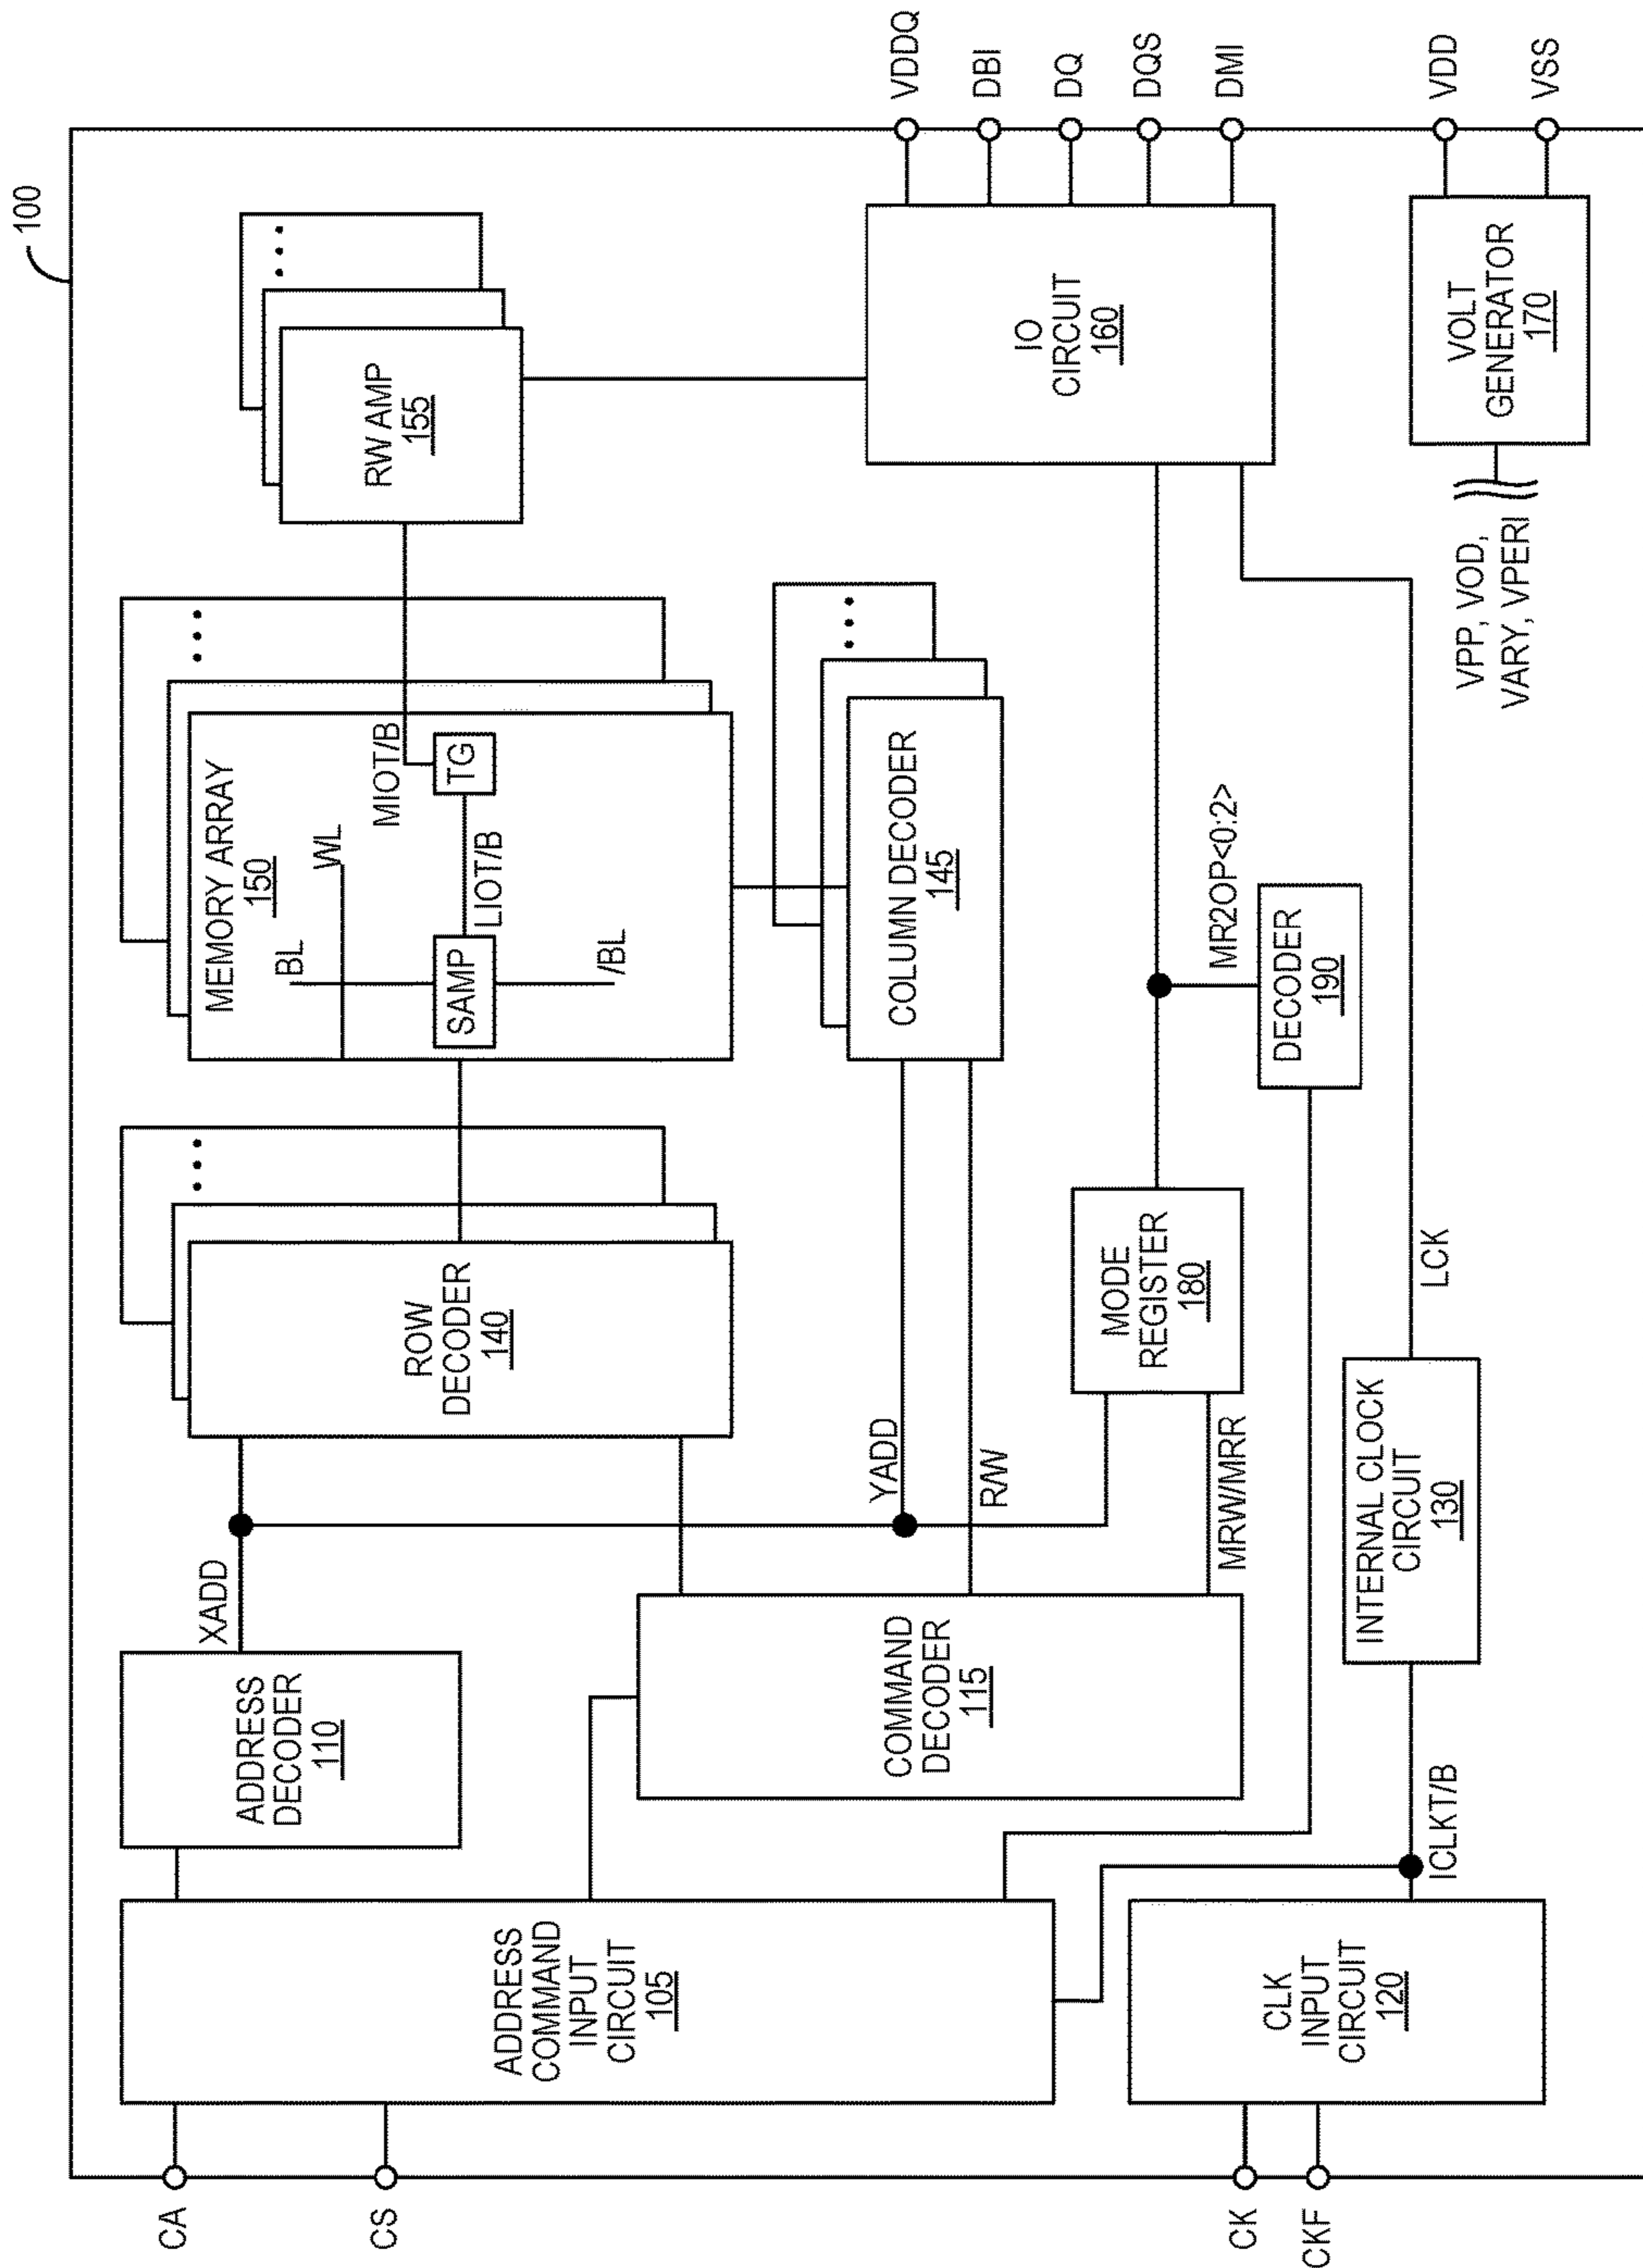 100
CA
CS
CK
CKF
ADDRESS
COMMAND
INPUT
CIRCUIT
105
CLK
INPUT
CIRCUIT
120
ADDRESS
DECODER
110
XADD
COMMAND
DECODER
115
ICLKT/B
INTERNAL CLOCK
CIRCUIT
130
LCK
YADD
R/W
MRW/MRR
ROW
DECODER
140
...
MODE
REGISTER
180
DECODER
190
MR2OP<0:2>
MEMORY ARRAY
150
...
BL
WL
SAMP
/BL
LIOT/B
MIOT/B
TG
COLUMN DECODER
145
...
RW AMP
155
...
IO
CIRCUIT
160
VPP, VOD,
VARY, VPERI
VOLT
GENERATOR
170
VDDQ
DBI
DQ
DQS
DMI
VDD
VSS